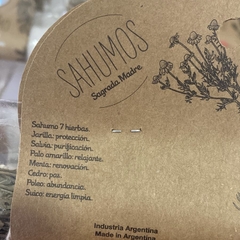 SAHUMOS
Sagrada Madre.
Sahumo 7 hierbas
Jarilla: protección.
Salvia: purificación.
Palo amarillo: relajante.
Menta: renovación.
Cedro: paz.
Poleo: abundancia.
Suico: energía limpia.
Industria Argentina
Made in Argentina